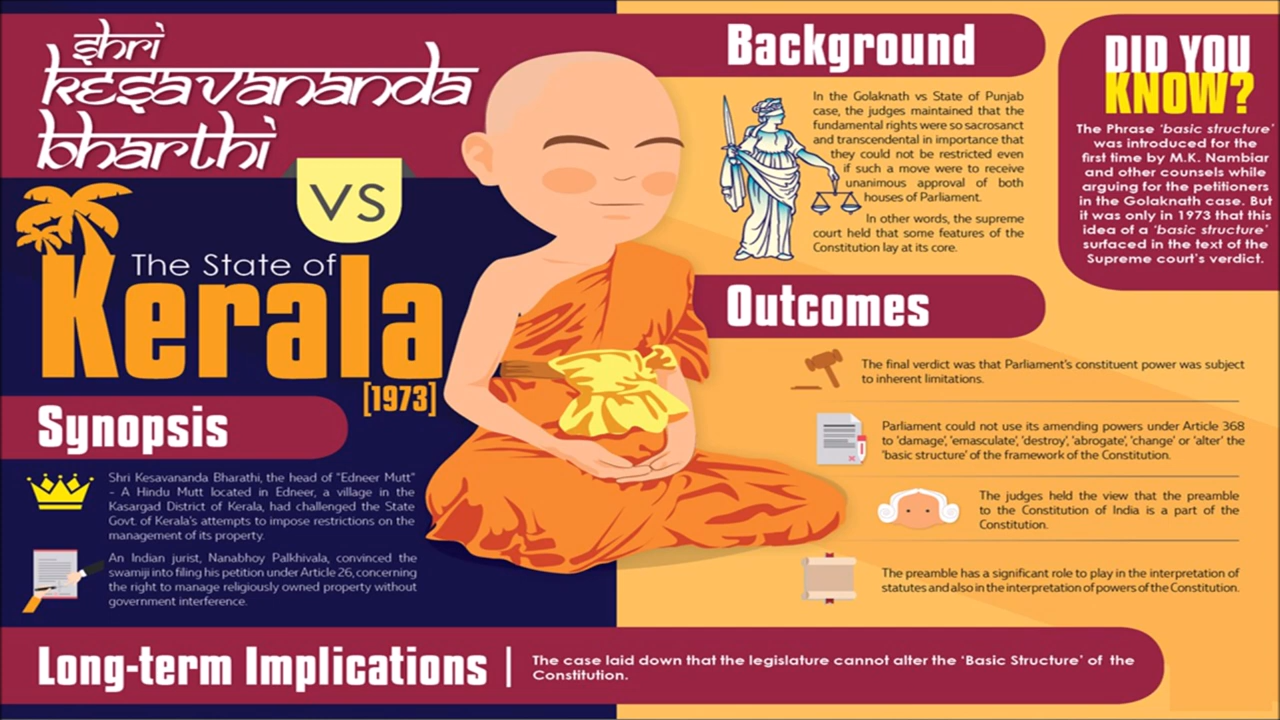 shri
kesavananda
bharthi
VS
The State of
Kerala
[1973]
Synopsis
Shri Kesavananda Bharathi, the head of "Edneer Mutt"
- A Hindu Mutt located in Edneer, a village in the
Kasargad District of Kerala, had challenged the State
Govt. of Kerala's attempts to impose restrictions on the
management of its property.
An Indian jurist, Nanabhoy Palkhivala, convinced the
swamiji into filing his petition under Article 26, concerning
the right to manage religiously owned property without
government interference.
Background
In the Golaknath vs State of Punjab
case, the judges maintained that the
fundamental rights were so sacrosanct
and transcendental in importance that
they could not be restricted even
if such a move were to receive
unanimous approval of both
houses of Parliament.
In other words, the supreme
court held that some features of the
Constitution lay at its core.
DID YOU
KNOW?
The Phrase 'basic structure'
was introduced for the
first time by M.K. Nambiar
and other counsels while
arguing for the petitioners
in the Golaknath case. But
it was only in 1973 that this
idea of a 'basic structure'
surfaced in the text of the
Supreme court's verdict.
Outcomes
The final verdict was that Parliament's constituent power was subject
to inherent limitations.
Parliament could not use its amending powers under Article 368
to 'damage', 'emasculate', 'destroy', 'abrogate', 'change' or 'alter' the
'basic structure' of the framework of the Constitution.
The judges held the view that the preamble
to the Constitution of India is a part of the
Constitution.
The preamble has a significant role to play in the interpretation of
statutes and also in the interpretation of powers of the Constitution.
Long-term Implications |
The case laid down that the legislature cannot alter the 'Basic Structure' of the
Constitution.